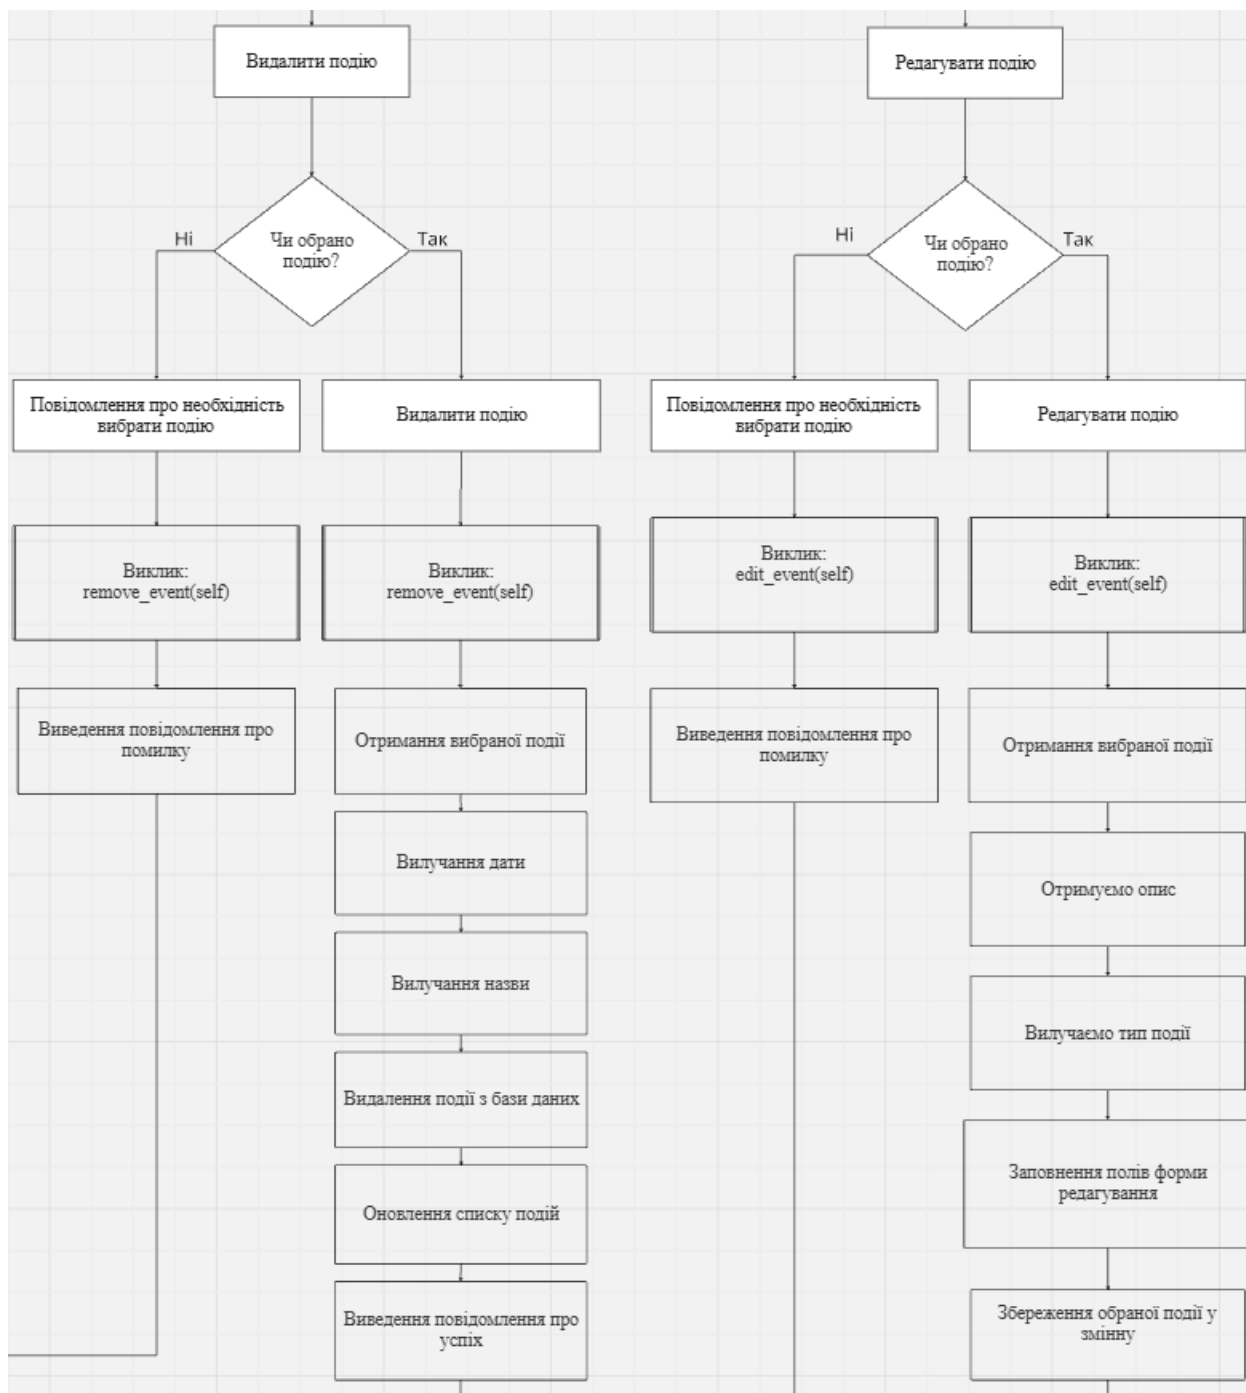 Видалити подію
Чи обрано
подію?
Ні
Так
Повідомлення про необхідність
вибрати подію
Видалити подію
Виклик:
remove_event(self)
Виклик:
remove_event(self)
Виведення повідомлення про
помилку
Отримання вибраної події
Вилучання дати
Вилучання назви
Видалення події з бази даних
Оновлення списку подій
Виведення повідомлення про
успіх
Редагувати подію
Чи обрано
подію?
Ні
Так
Повідомлення про необхідність
вибрати подію
Редагувати подію
Виклик:
edit_event(self)
Виклик:
edit_event(self)
Виведення повідомлення про
помилку
Отримання вибраної події
Отримуємо опис
Вилучаємо тип події
Заповнення полів форми
редагування
Збереження обраної події у
змінну